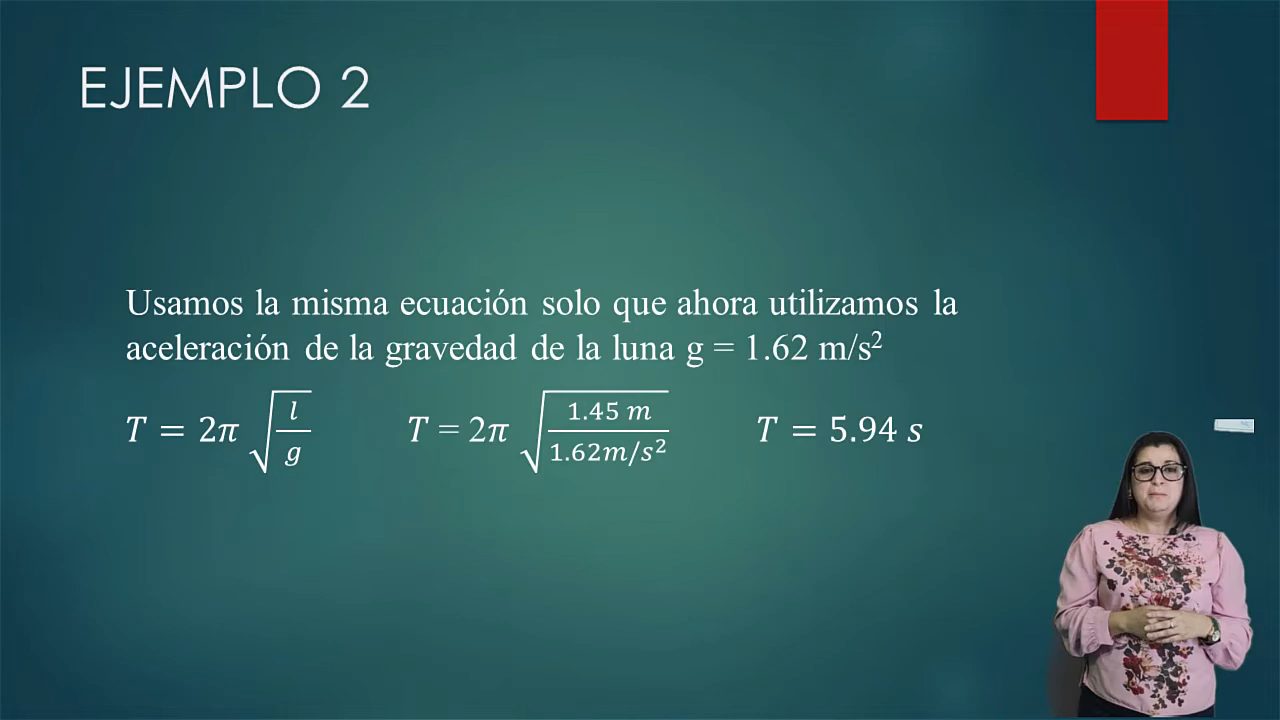 EJEMPLO 2
Usamos la misma ecuación solo que ahora utilizamos la
aceleración de la gravedad de la luna g = 1.62 m/s²
T = 2π √(l/g) T = 2π √(1.45 m/1.62m/s²) T = 5.94 s